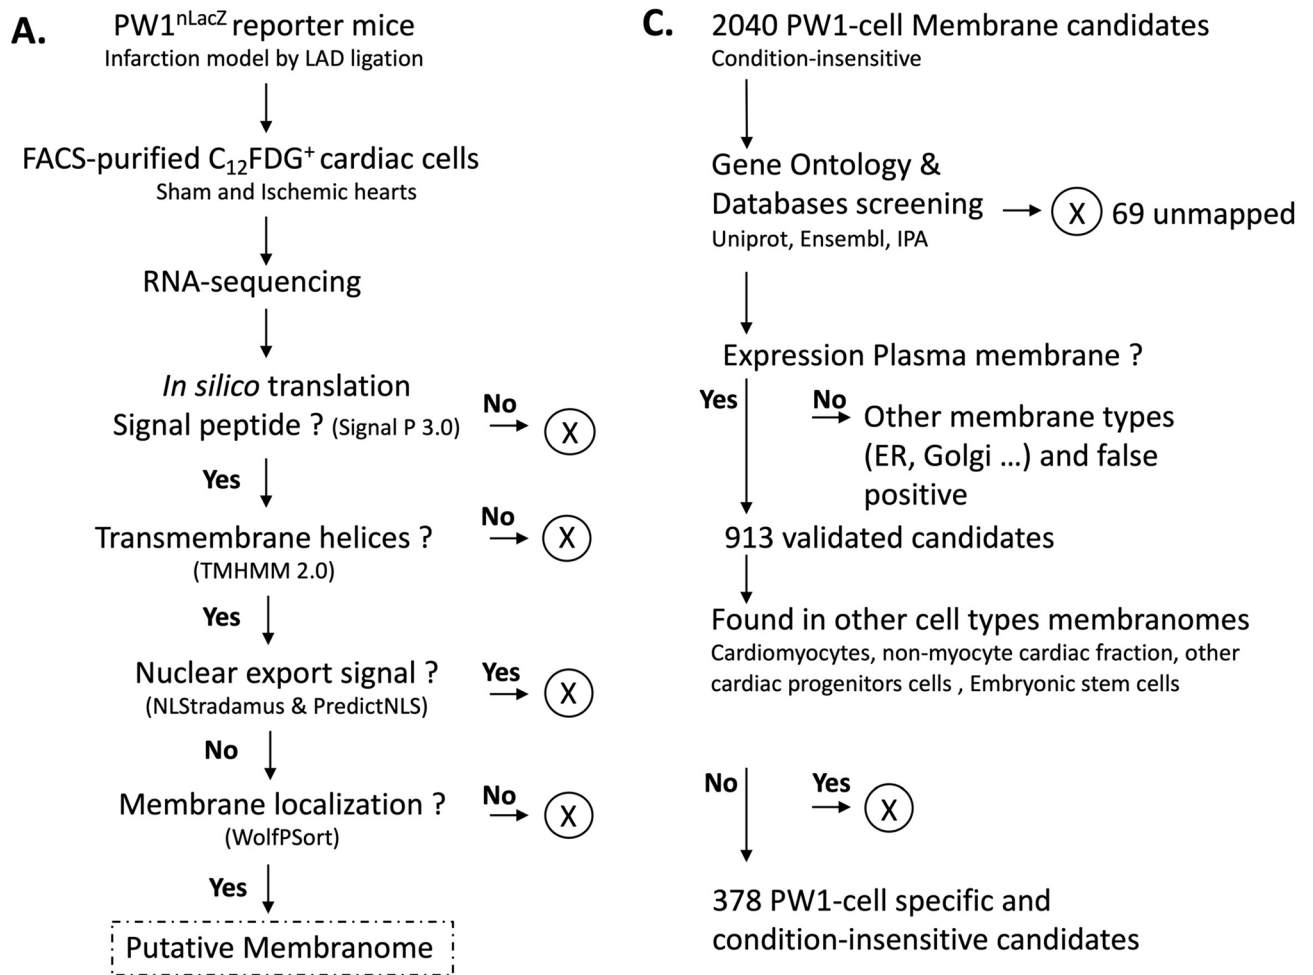 A.
PW1nLacZ reporter mice
Infarction model by LAD ligation
FACS-purified C12FDG+ cardiac cells
Sham and Ischemic hearts
RNA-sequencing
In silico translation
Signal peptide ? (Signal P 3.0)
No
X
Yes
Transmembrane helices ?
(TMHMM 2.0)
No
X
Yes
Nuclear export signal ?
(NLStradamus & PredictNLS)
Yes
X
No
Membrane localization ?
(WolfPSort)
No
X
Yes
Putative Membranome
C.
2040 PW1-cell Membrane candidates
Condition-insensitive
Gene Ontology &
Databases screening
Uniprot, Ensembl, IPA
X 69 unmapped
Expression Plasma membrane ?
Yes
No
Other membrane types
(ER, Golgi ...) and false
positive
913 validated candidates
Found in other cell types membranomes
Cardiomyocytes, non-myocyte cardiac fraction, other
cardiac progenitors cells , Embryonic stem cells
No
Yes
X
378 PW1-cell specific and
condition-insensitive candidates